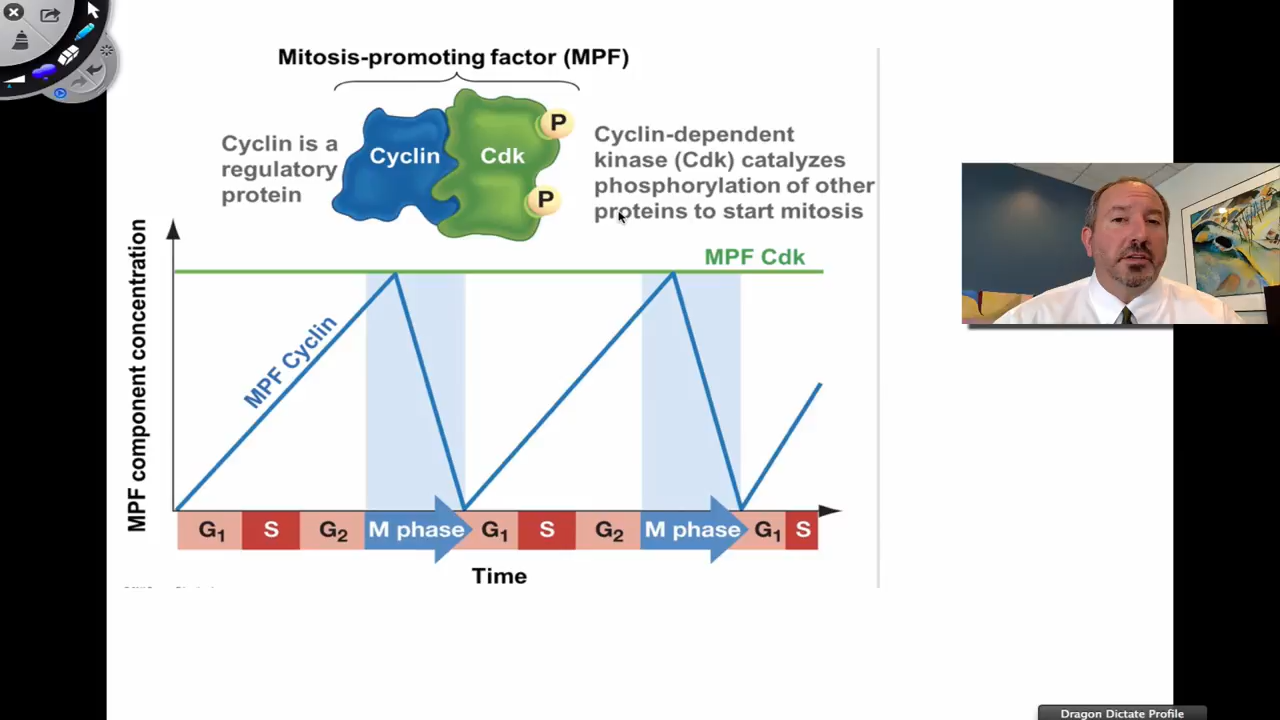 Mitosis-promoting factor (MPF)
Cyclin is a
regulatory
protein
Cyclin
Cdk
P
P
Cyclin-dependent
kinase (Cdk) catalyzes
phosphorylation of other
proteins to start mitosis
MPF component concentration
MPF Cdk
MPF Cyclin
G1 S G2 M phase G1 S G2 M phase G1 S
Time
Dragon Dictate Profile